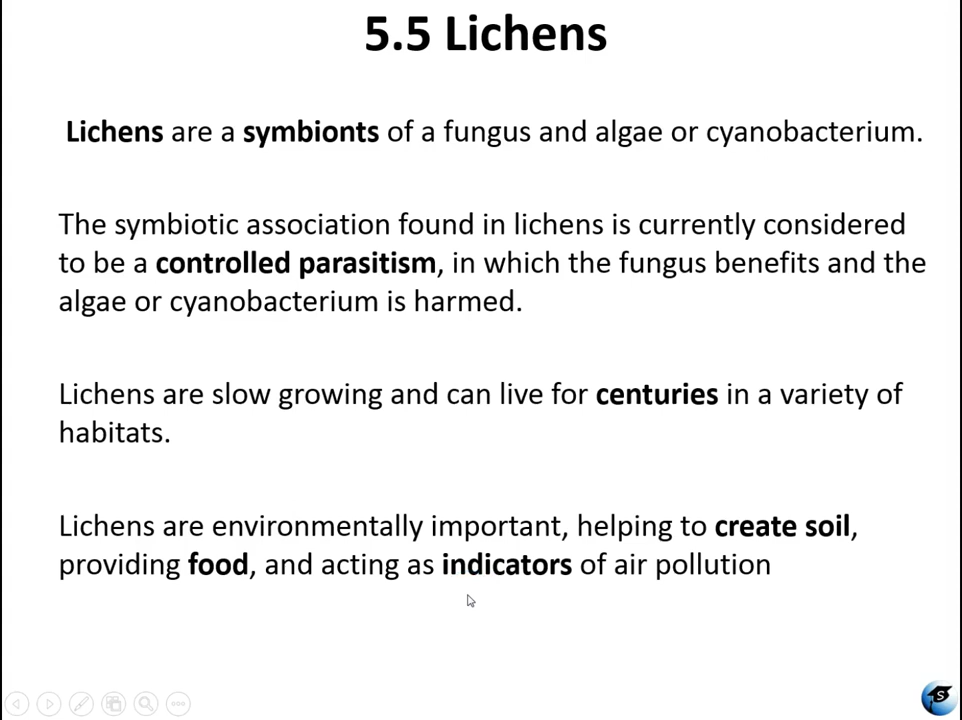 5.5 Lichens
Lichens are a symbionts of a fungus and algae or cyanobacterium.
The symbiotic association found in lichens is currently considered
to be a controlled parasitism, in which the fungus benefits and the
algae or cyanobacterium is harmed.
Lichens are slow growing and can live for centuries in a variety of
habitats.
Lichens are environmentally important, helping to create soil,
providing food, and acting as indicators of air pollution
S